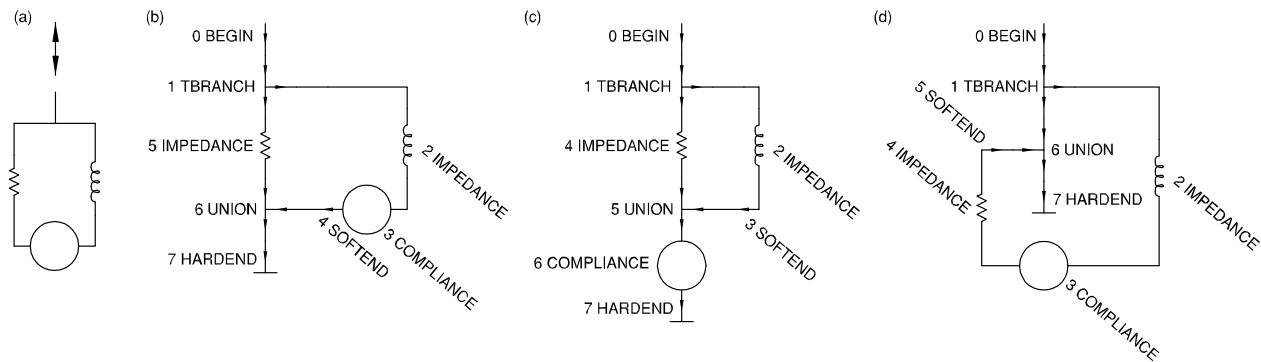 (a)
(b)
0 BEGIN
1 TBRANCH
5 IMPEDANCE
2 IMPEDANCE
6 UNION
4 SOFTEND
3 COMPLIANCE
7 HARDEND
(c)
0 BEGIN
1 TBRANCH
4 IMPEDANCE
2 IMPEDANCE
5 UNION
3 SOFTEND
6 COMPLIANCE
7 HARDEND
(d)
0 BEGIN
1 TBRANCH
5 SOFTEND
4 IMPEDANCE
6 UNION
2 IMPEDANCE
7 HARDEND
3 COMPLIANCE